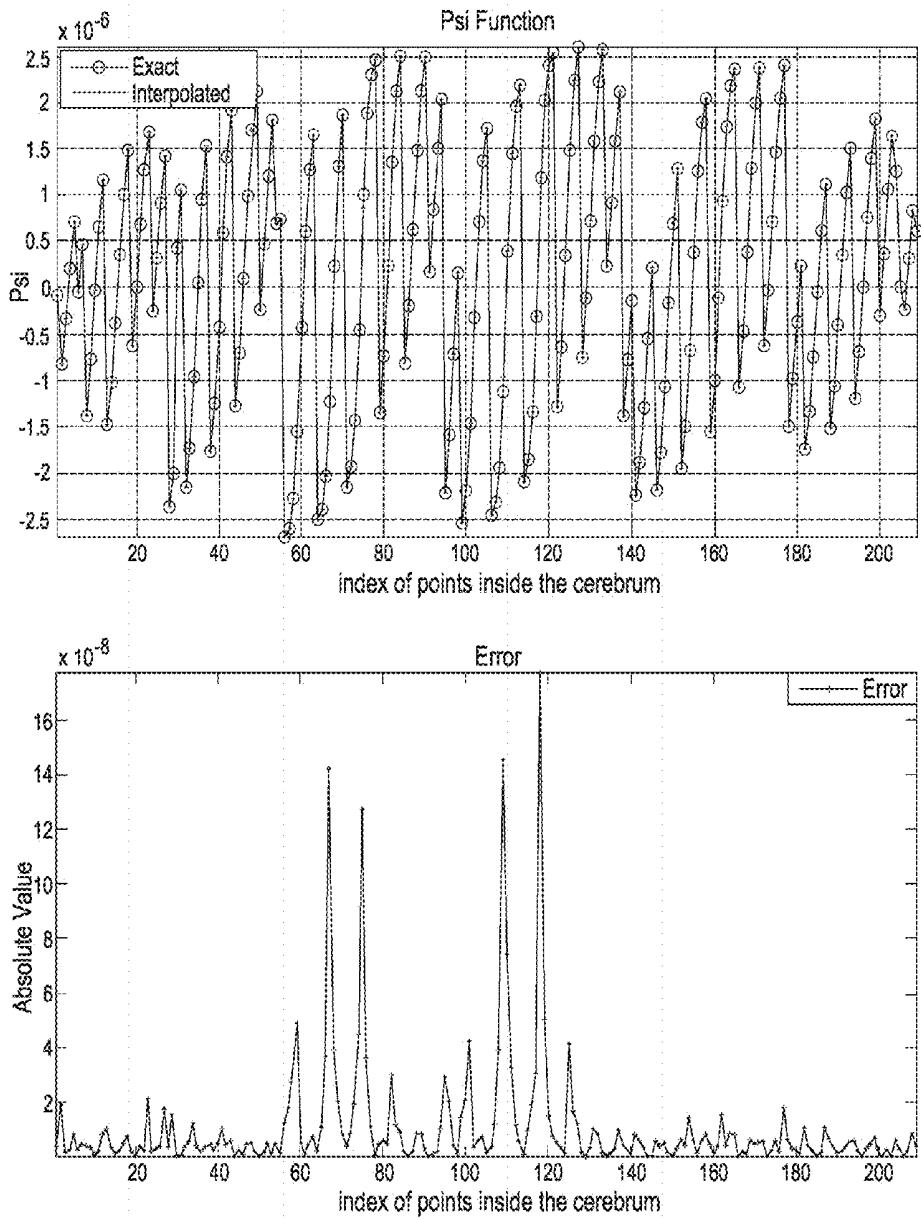 Psi Function
x 10^-6
Exact
Interpolated
2.5
2
1.5
1
0.5
0
-0.5
-1
-1.5
-2
-2.5
Psi
20 40 60 80 100 120 140 160 180 200
index of points inside the cerebrum
Error
x 10^-8
Error
16
14
12
10
8
6
4
2
Absolute Value
20 40 60 80 100 120 140 160 180 200
index of points inside the cerebrum